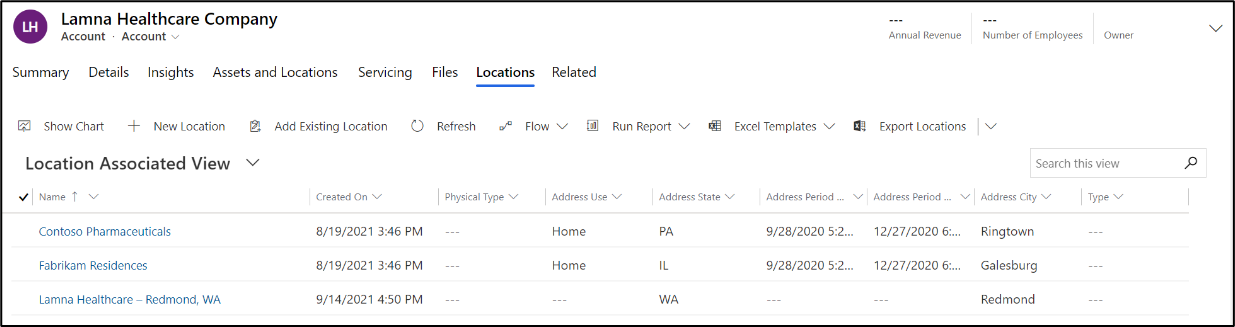 LH
Lamna Healthcare Company
Account · Account
---
Annual Revenue
---
Number of Employees
Owner
Summary Details Insights Assets and Locations Servicing Files Locations Related
Show Chart New Location Add Existing Location Refresh Flow Run Report Excel Templates Export Locations
Location Associated View
Search this view
Name ↑ Created On Physical Type Address Use Address State Address Period ... Address Period ... Address City Type
Contoso Pharmaceuticals 8/19/2021 3:46 PM --- Home PA 9/28/2020 5:2... 12/27/2020 6:... Ringtown
Fabrikam Residences 8/19/2021 3:46 PM --- Home IL 9/28/2020 5:2... 12/27/2020 6:... Galesburg
Lamna Healthcare – Redmond, WA 9/14/2021 4:50 PM --- --- WA --- --- Redmond